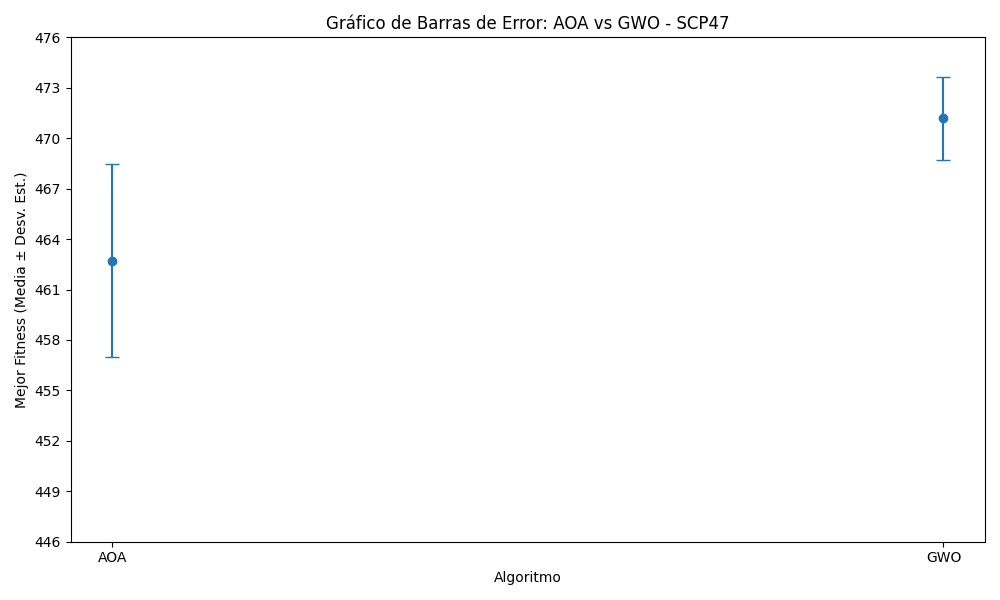 Gráfico de Barras de Error: AOA vs GWO - SCP47
Mejor Fitness (Media ± Desv. Est.)
476
473
470
467
464
461
458
455
452
449
446
AOA
GWO
Algoritmo